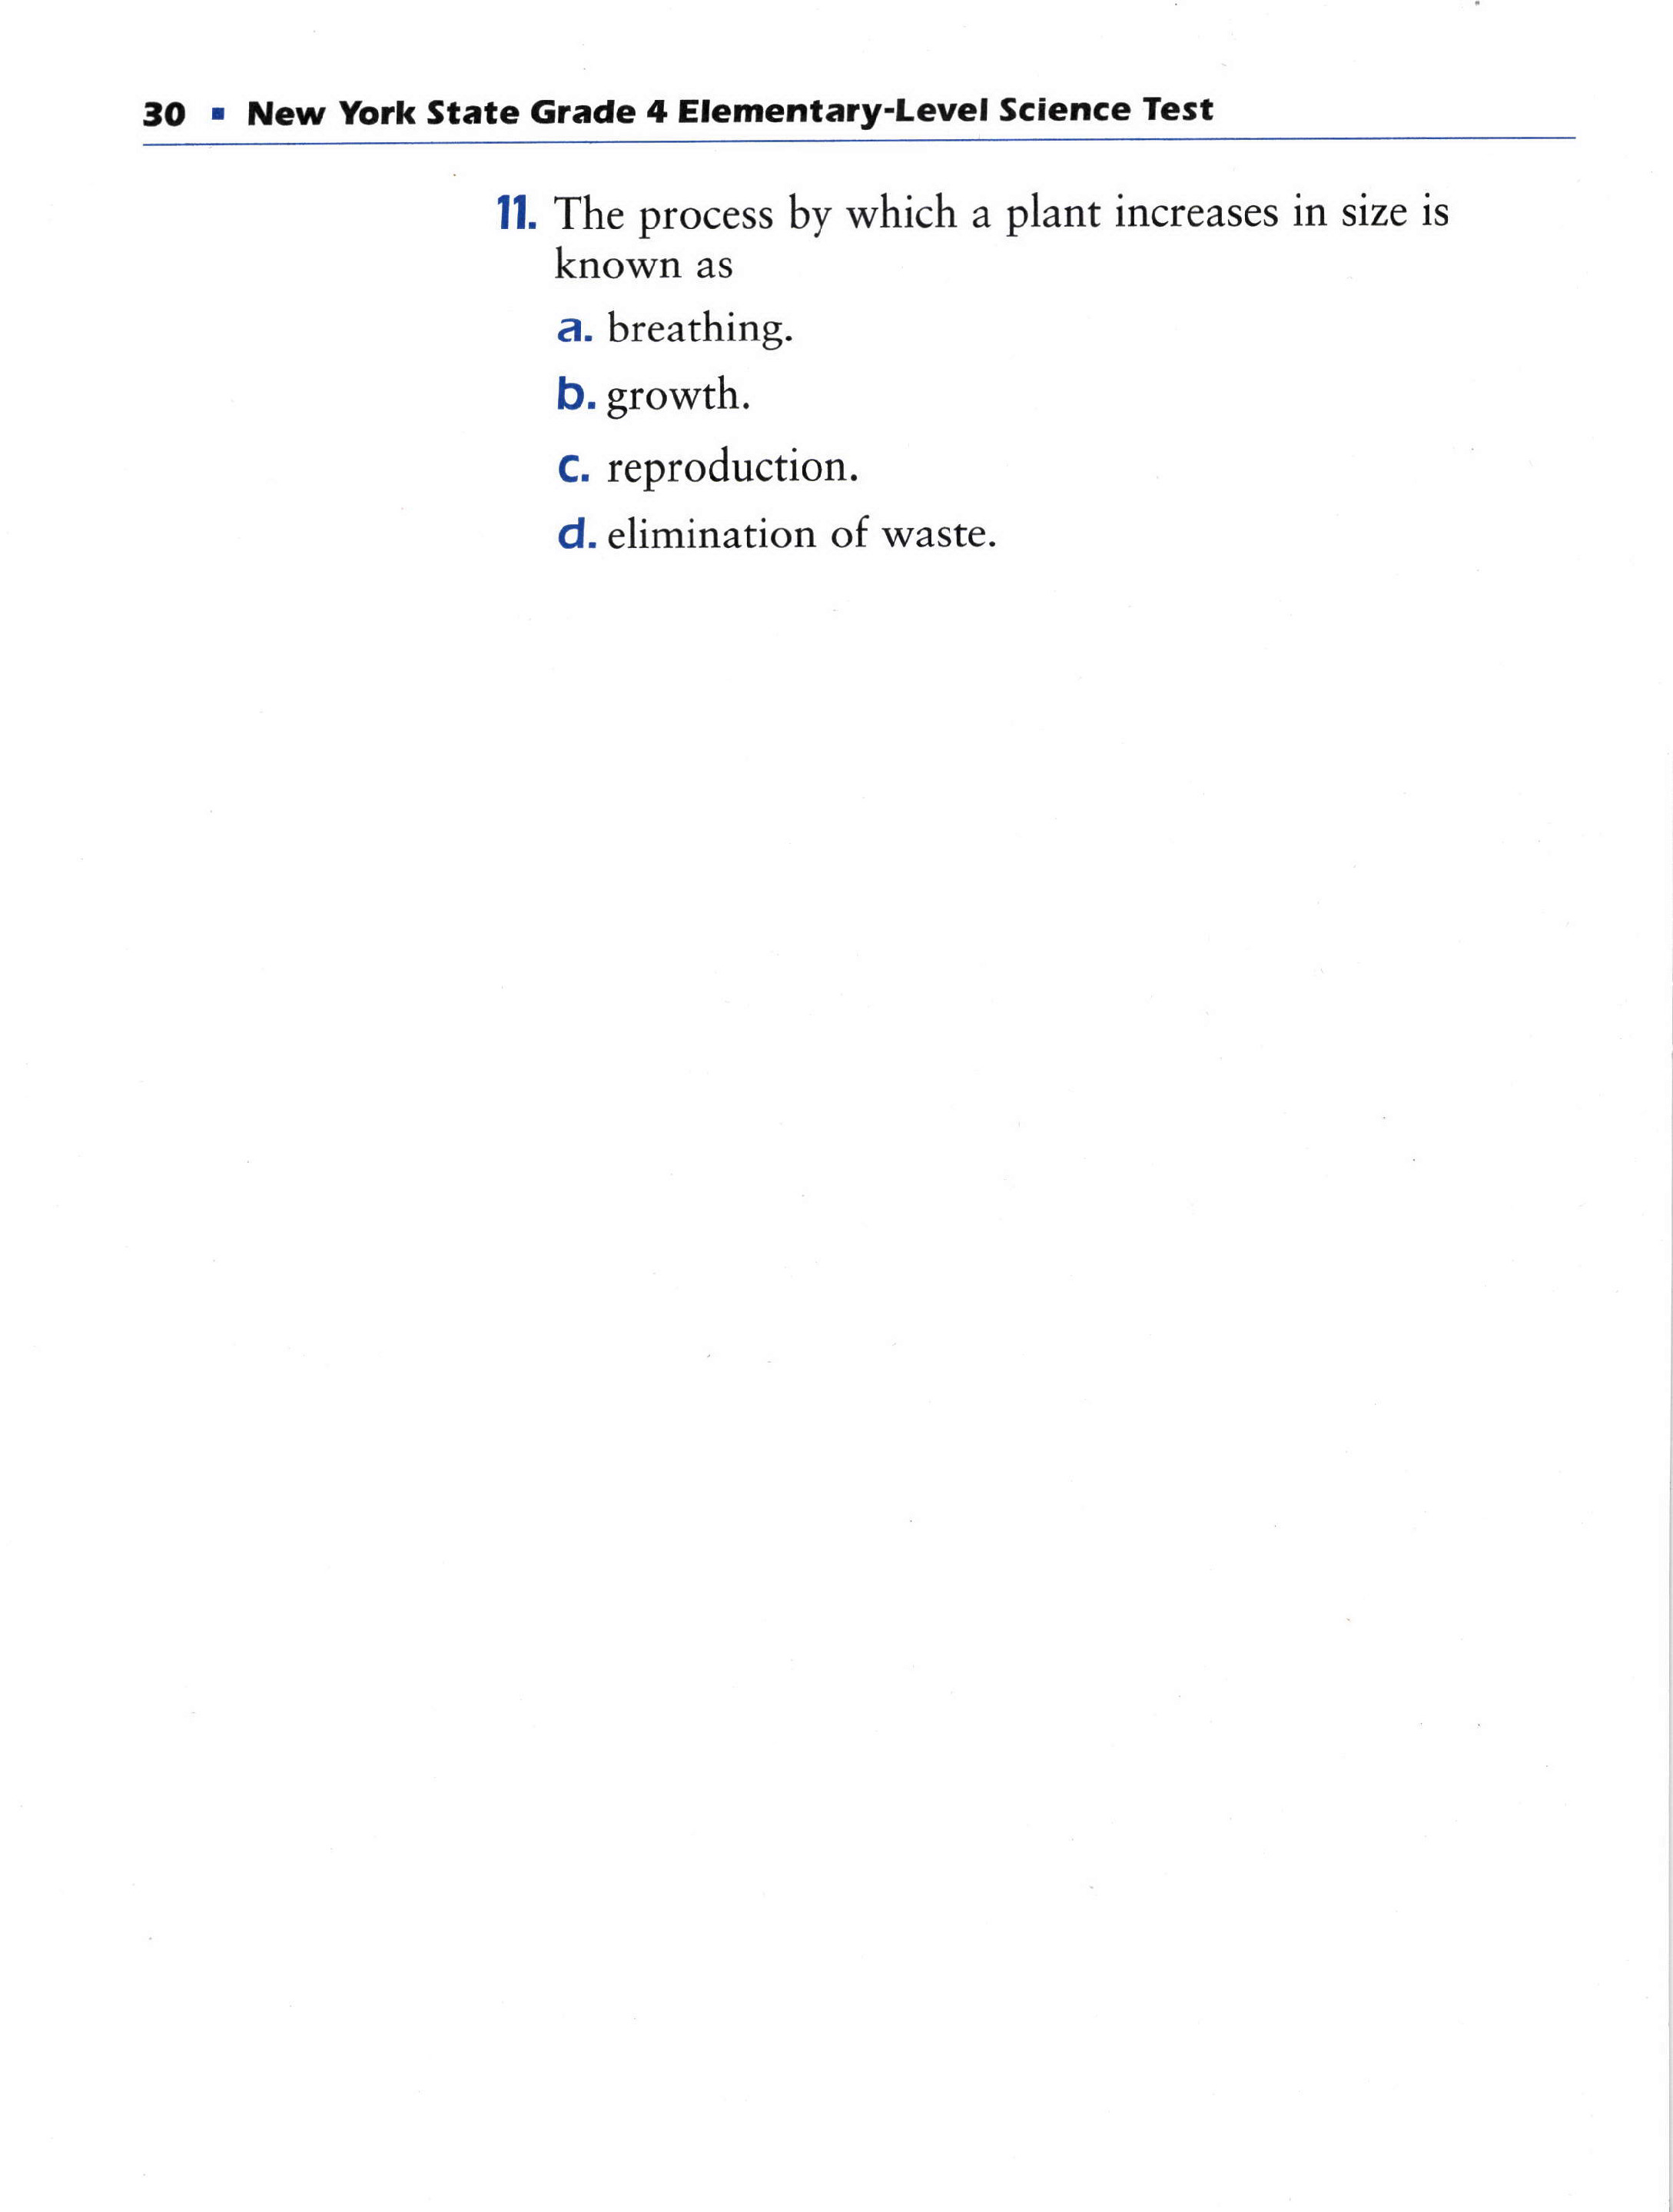 30 ▪ New York State Grade 4 Elementary-Level Science Test
11. The process by which a plant increases in size is
known as
a. breathing.
b. growth.
c. reproduction.
d. elimination of waste.